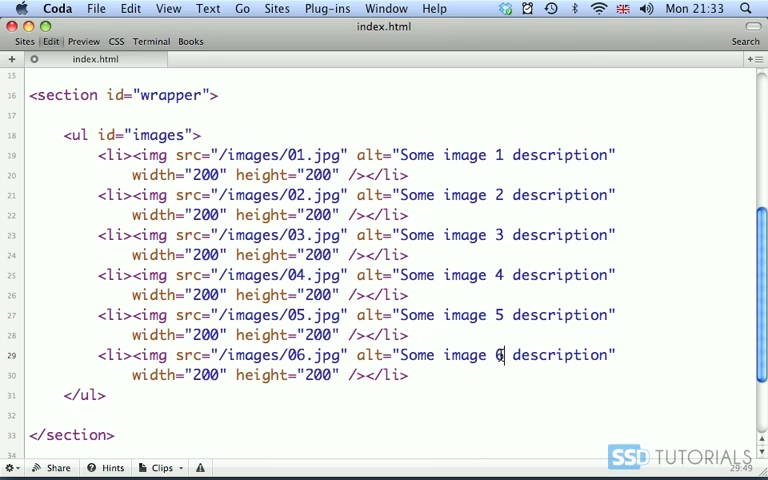 Coda File Edit View Text Go Sites Plug-ins Window Help Mon 21:33
index.html
Sites Edit Preview CSS Terminal Books Search
index.html
15
16 <section id="wrapper">
17
18 <ul id="images">
19 <li><img src="/images/01.jpg" alt="Some image 1 description"
20 width="200" height="200" /></li>
21 <li><img src="/images/02.jpg" alt="Some image 2 description"
22 width="200" height="200" /></li>
23 <li><img src="/images/03.jpg" alt="Some image 3 description"
24 width="200" height="200" /></li>
25 <li><img src="/images/04.jpg" alt="Some image 4 description"
26 width="200" height="200" /></li>
27 <li><img src="/images/05.jpg" alt="Some image 5 description"
28 width="200" height="200" /></li>
29 <li><img src="/images/06.jpg" alt="Some image 6 description"
30 width="200" height="200" /></li>
31 </ul>
32
33 </section>
34
Share Hints Clips 29:49
SSD TUTORIALS